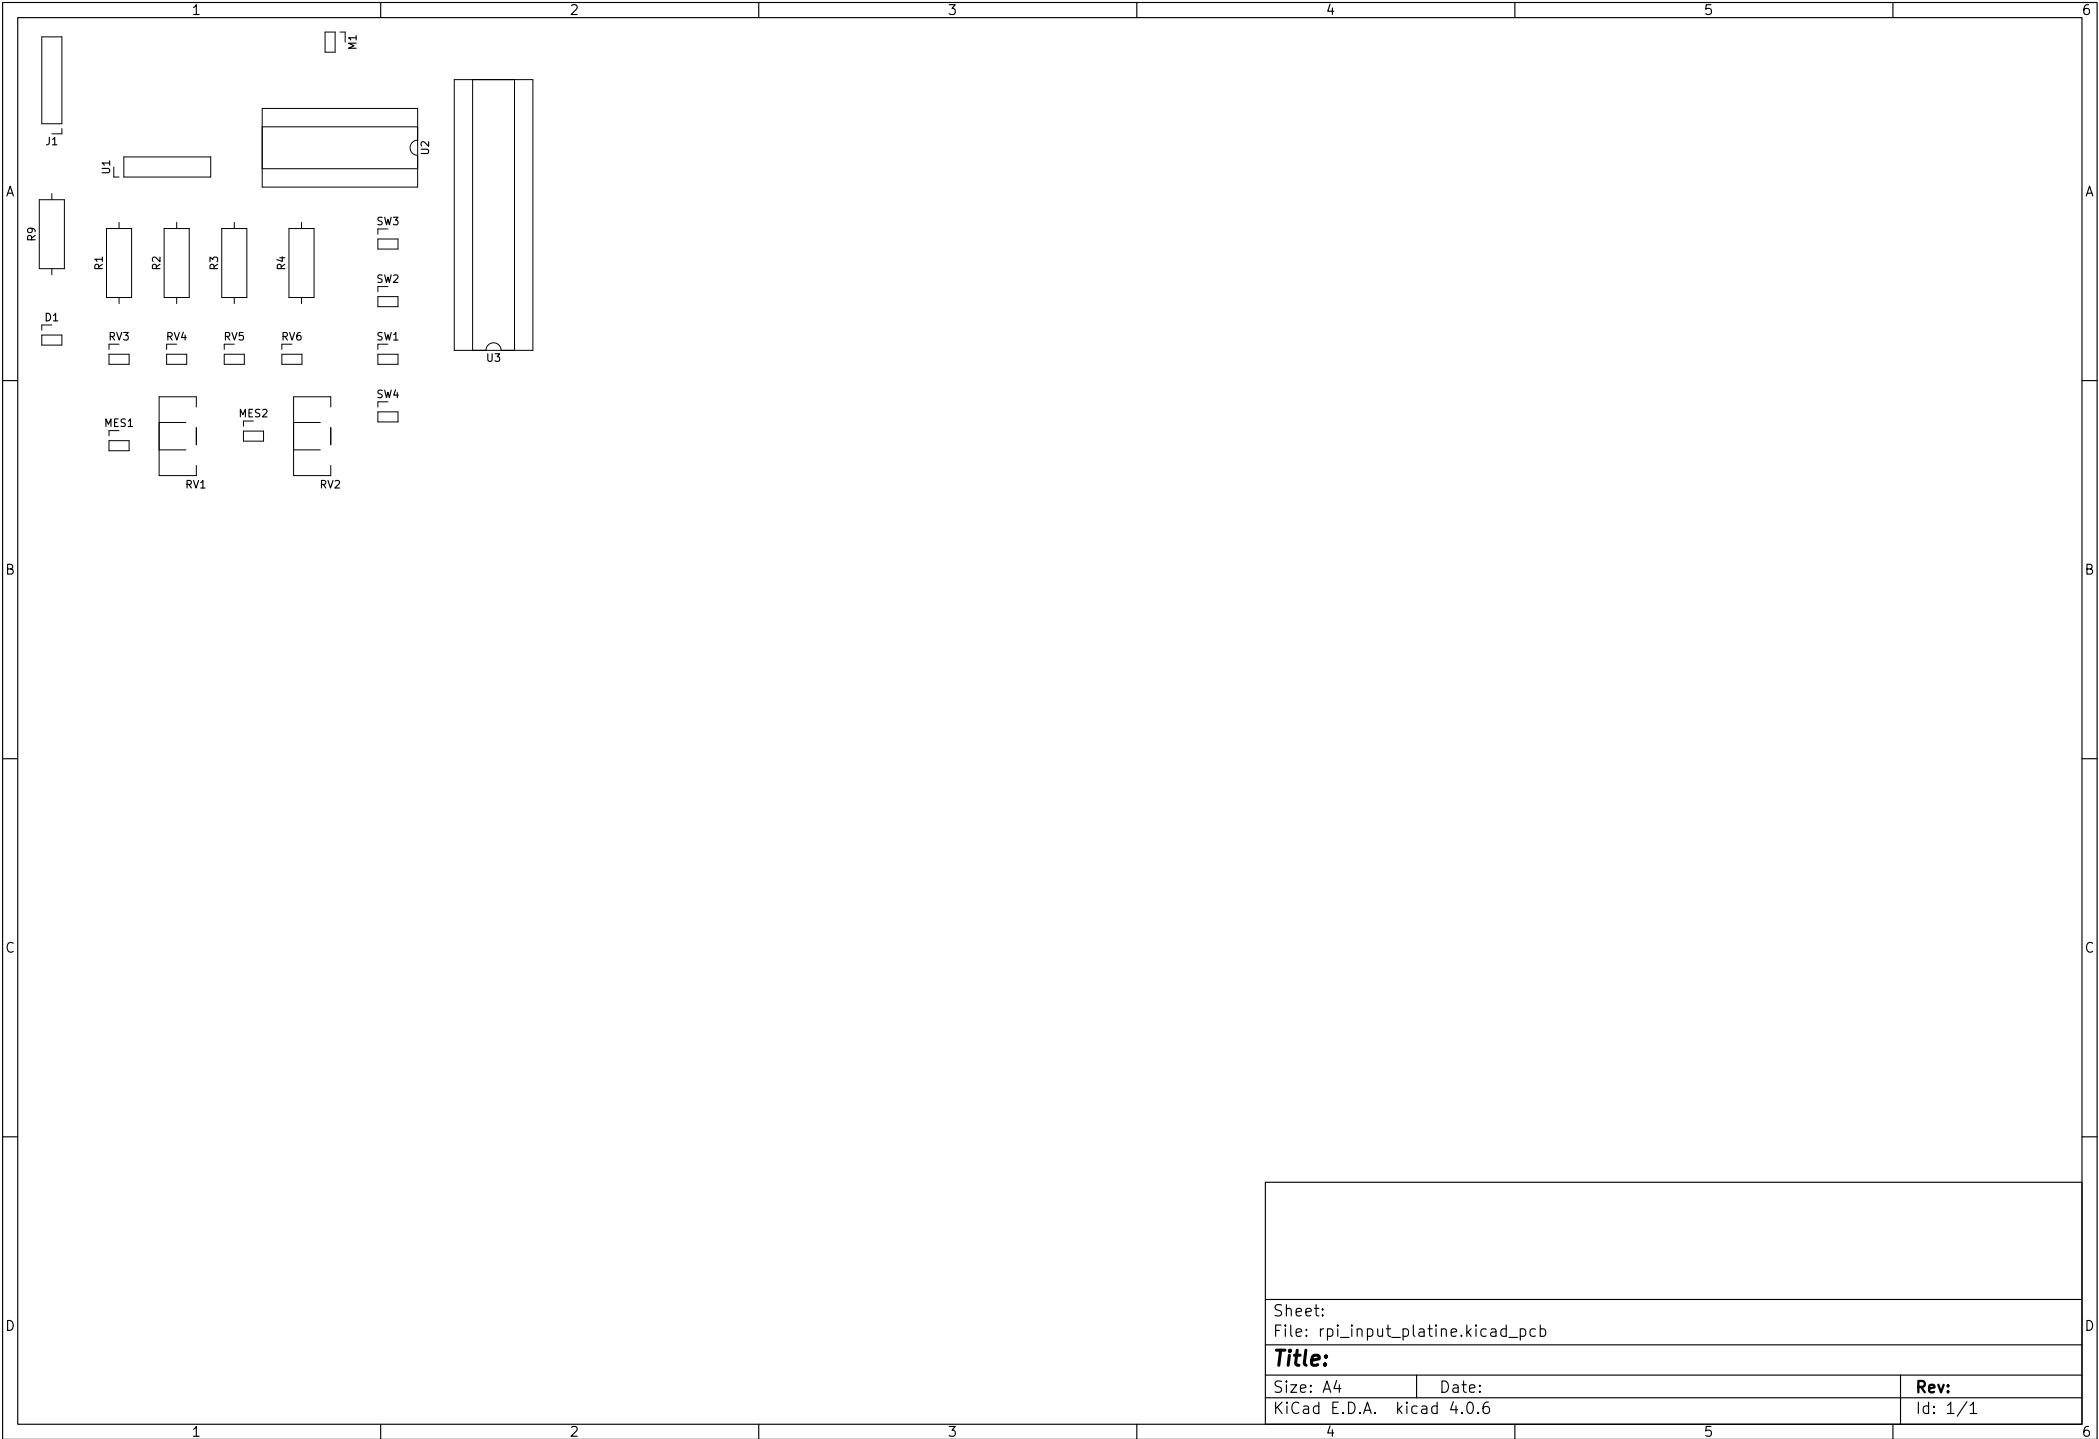 1 2 3 4 5 6
M1
J1
U2
U1
A A
SW3
R9
R1 R2 R3 R4
SW2
D1
RV3 RV4 RV5 RV6 SW1
U3
SW4
MES2
MES1
RV1 RV2
B B
C C
Sheet:
D D
File: rpi_input_platine.kicad_pcb
Title:
Size: A4 Date: Rev:
KiCad E.D.A. kicad 4.0.6 Id: 1/1
1 2 3 4 5 6